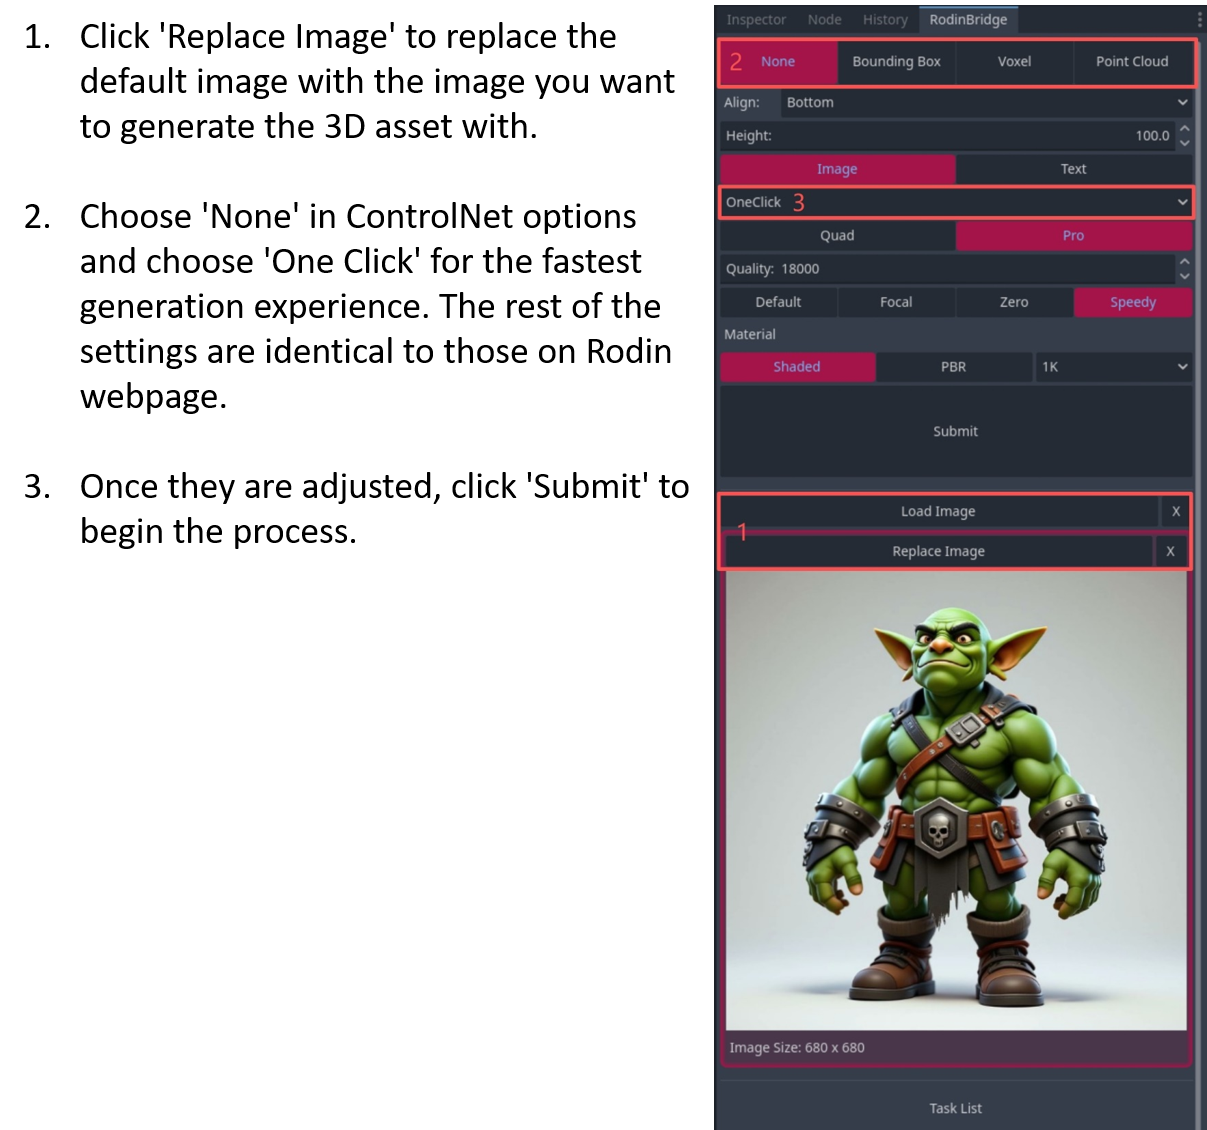 1. Click 'Replace Image' to replace the
default image with the image you want
to generate the 3D asset with.
2. Choose 'None' in ControlNet options
and choose 'One Click' for the fastest
generation experience. The rest of the
settings are identical to those on Rodin
webpage.
3. Once they are adjusted, click 'Submit' to
begin the process.
Inspector Node History RodinBridge
2 None Bounding Box Voxel Point Cloud
Align: Bottom
Height: 100.0
Image Text
OneClick 3
Quad Pro
Quality: 18000
Default Focal Zero Speedy
Material
Shaded PBR 1K
Submit
Load Image X
1
Replace Image X
Image Size: 680 x 680
Task List